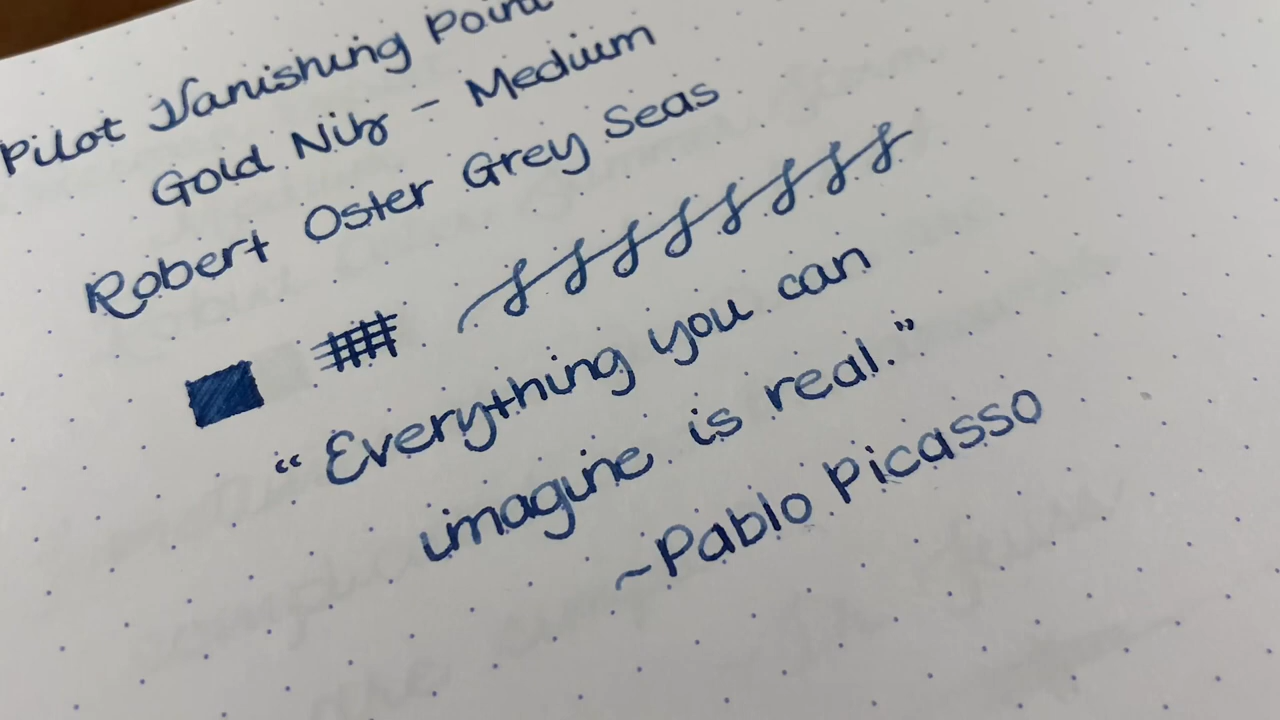 Pilot Vanishing Point
Gold Nib - Medium
Robert Oster Grey Seas
"Everything you can
imagine is real."
~Pablo Picasso